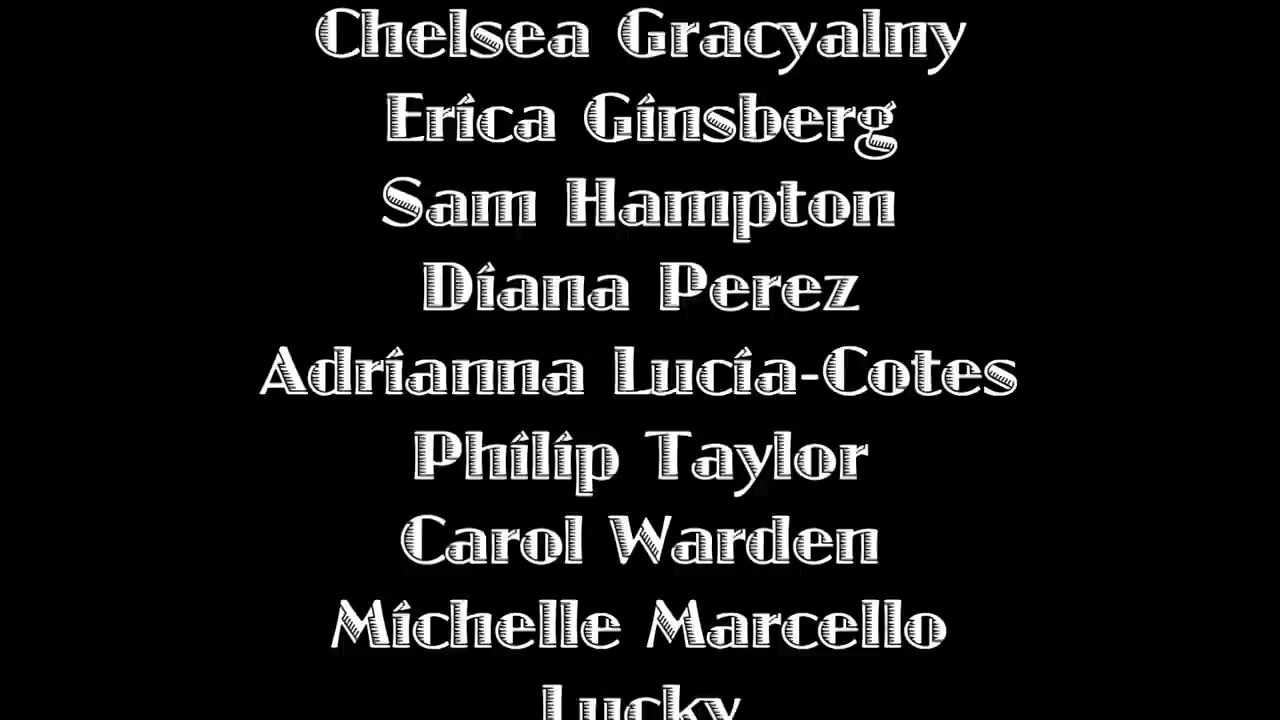 Chelsea Gracyalny
Erica Ginsberg
Sam Hampton
Diana Perez
Adrianna Lucia-Cotes
Philip Taylor
Carol Warden
Michelle Marcello
Lucky